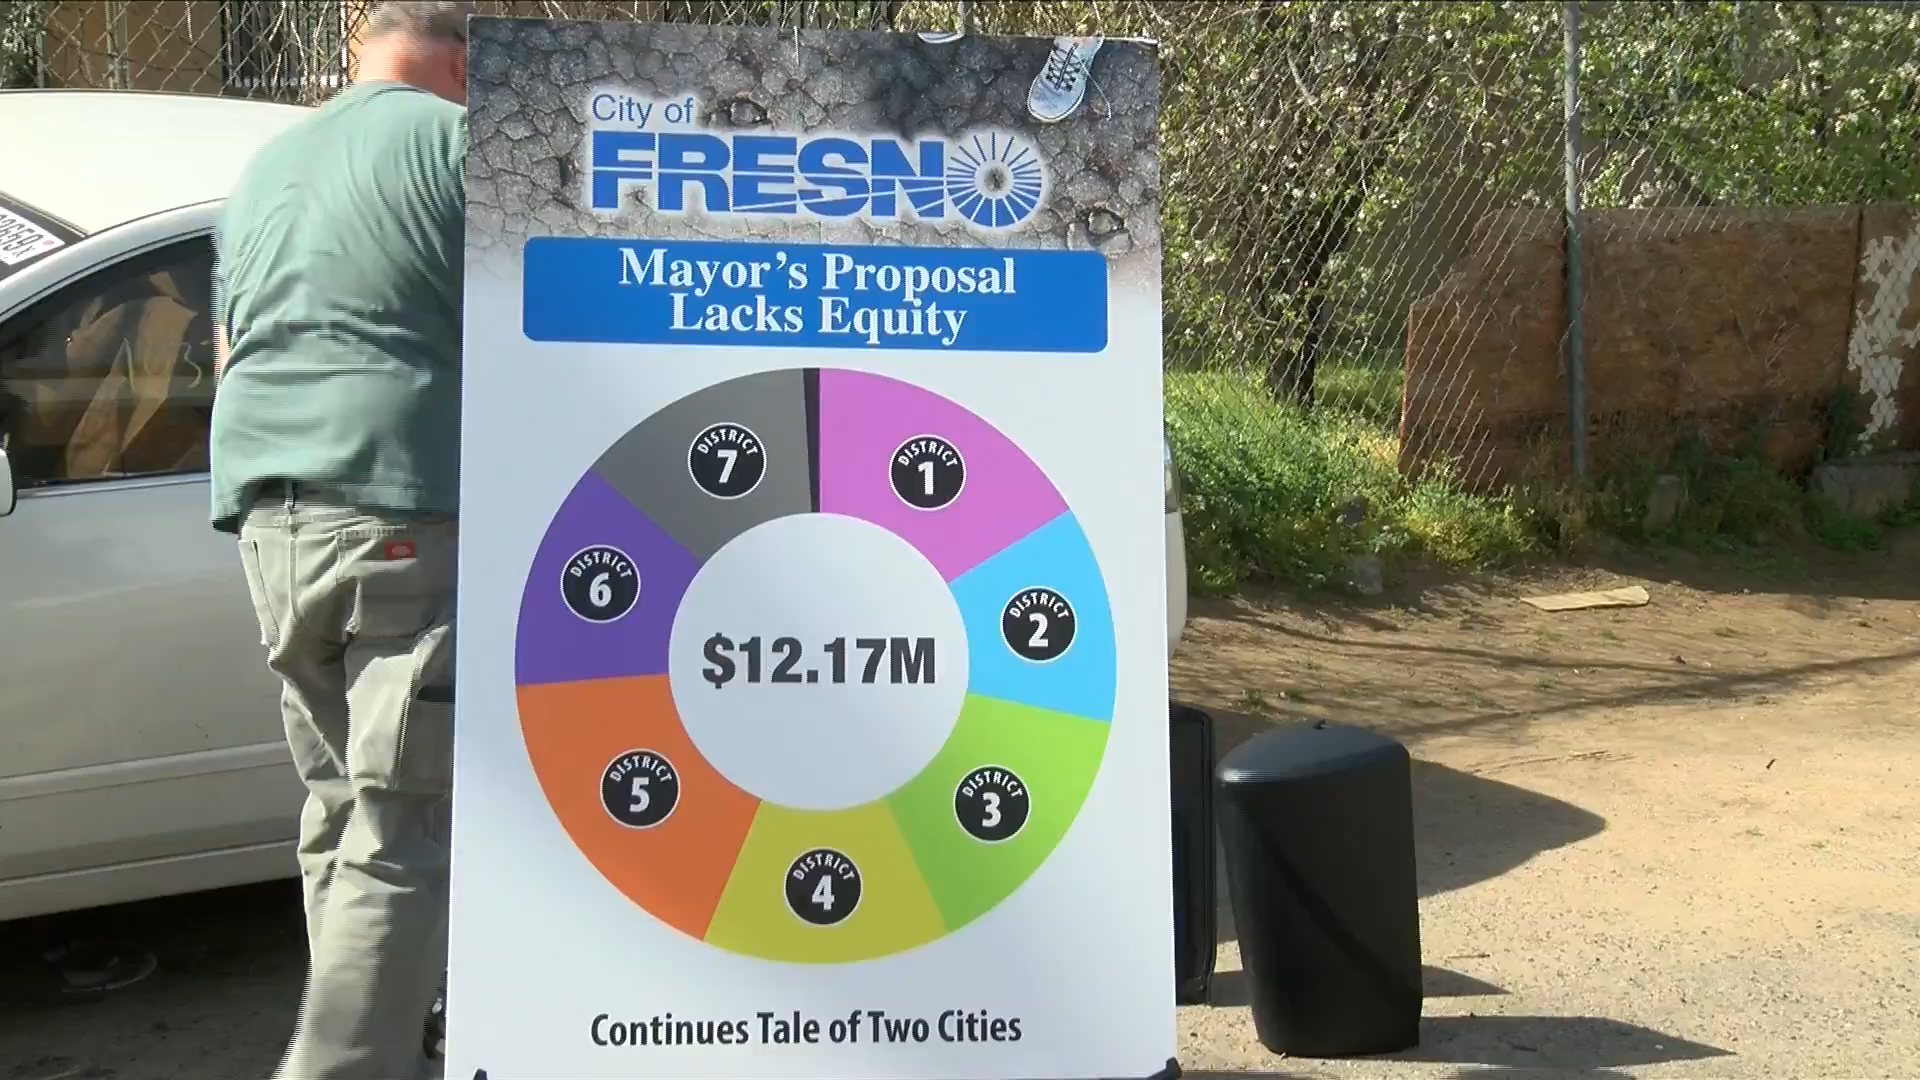 City of
FRESNO
Mayor's Proposal
Lacks Equity
DISTRICT
7
DISTRICT
1
DISTRICT
6
DISTRICT
2
$12.17M
DISTRICT
5
DISTRICT
3
DISTRICT
4
Continues Tale of Two Cities